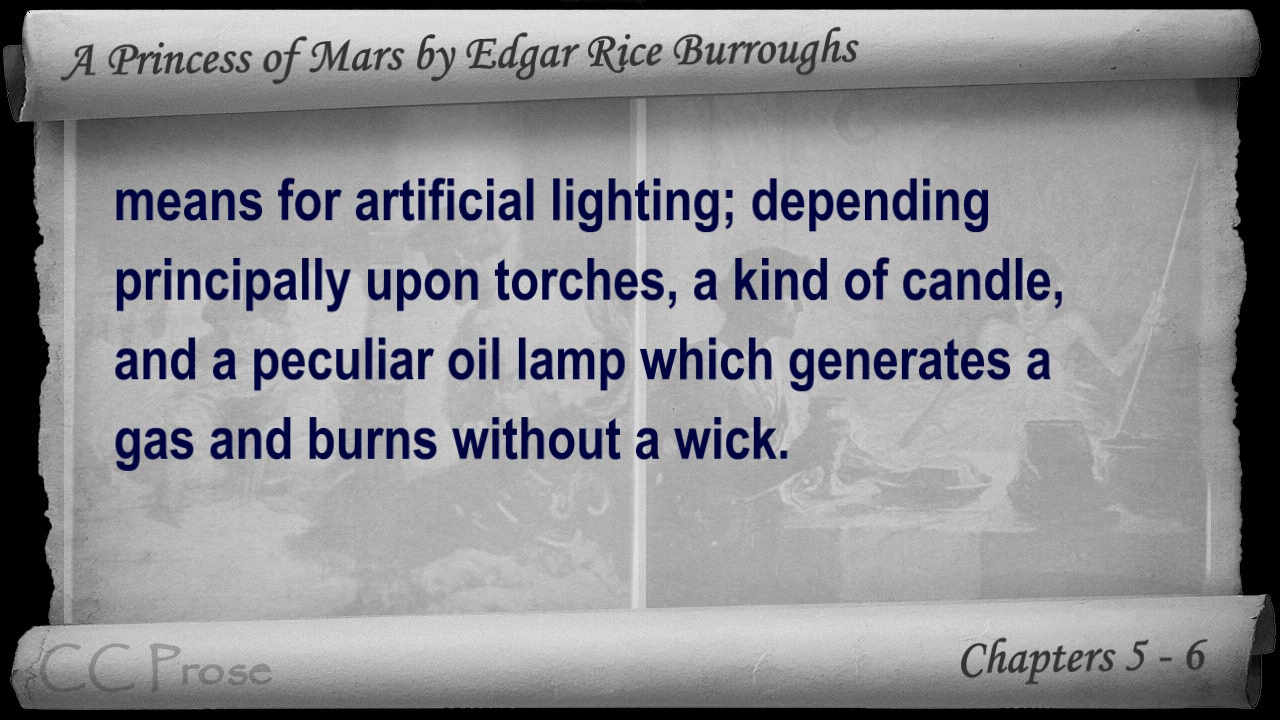 A Princess of Mars by Edgar Rice Burroughs
means for artificial lighting; depending
principally upon torches, a kind of candle,
and a peculiar oil lamp which generates a
gas and burns without a wick.
CC Prose
Chapters 5 - 6